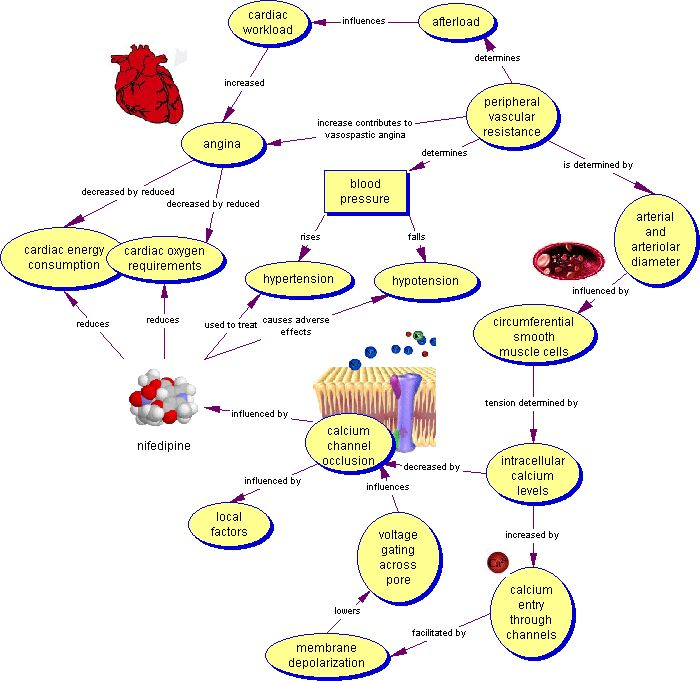 cardiac
workload
influences
afterload
determines
increased
peripheral
vascular
resistance
increase contributes to
vasospastic angina
angina
determines
is determined by
decreased by reduced
decreased by reduced
blood
pressure
arterial
and
arteriolar
diameter
cardiac energy
consumption
cardiac oxygen
requirements
rises
falls
hypertension
hypotension
influenced by
reduces
reduces
used to treat
causes adverse
effects
circumferential
smooth
muscle cells
tension determined by
nifedipine
influenced by
calcium
channel
occlusion
decreased by
intracellular
calcium
levels
influenced by
influences
local
factors
voltage
gating
across
pore
increased by
calcium
entry
through
channels
lowers
facilitated by
membrane
depolarization